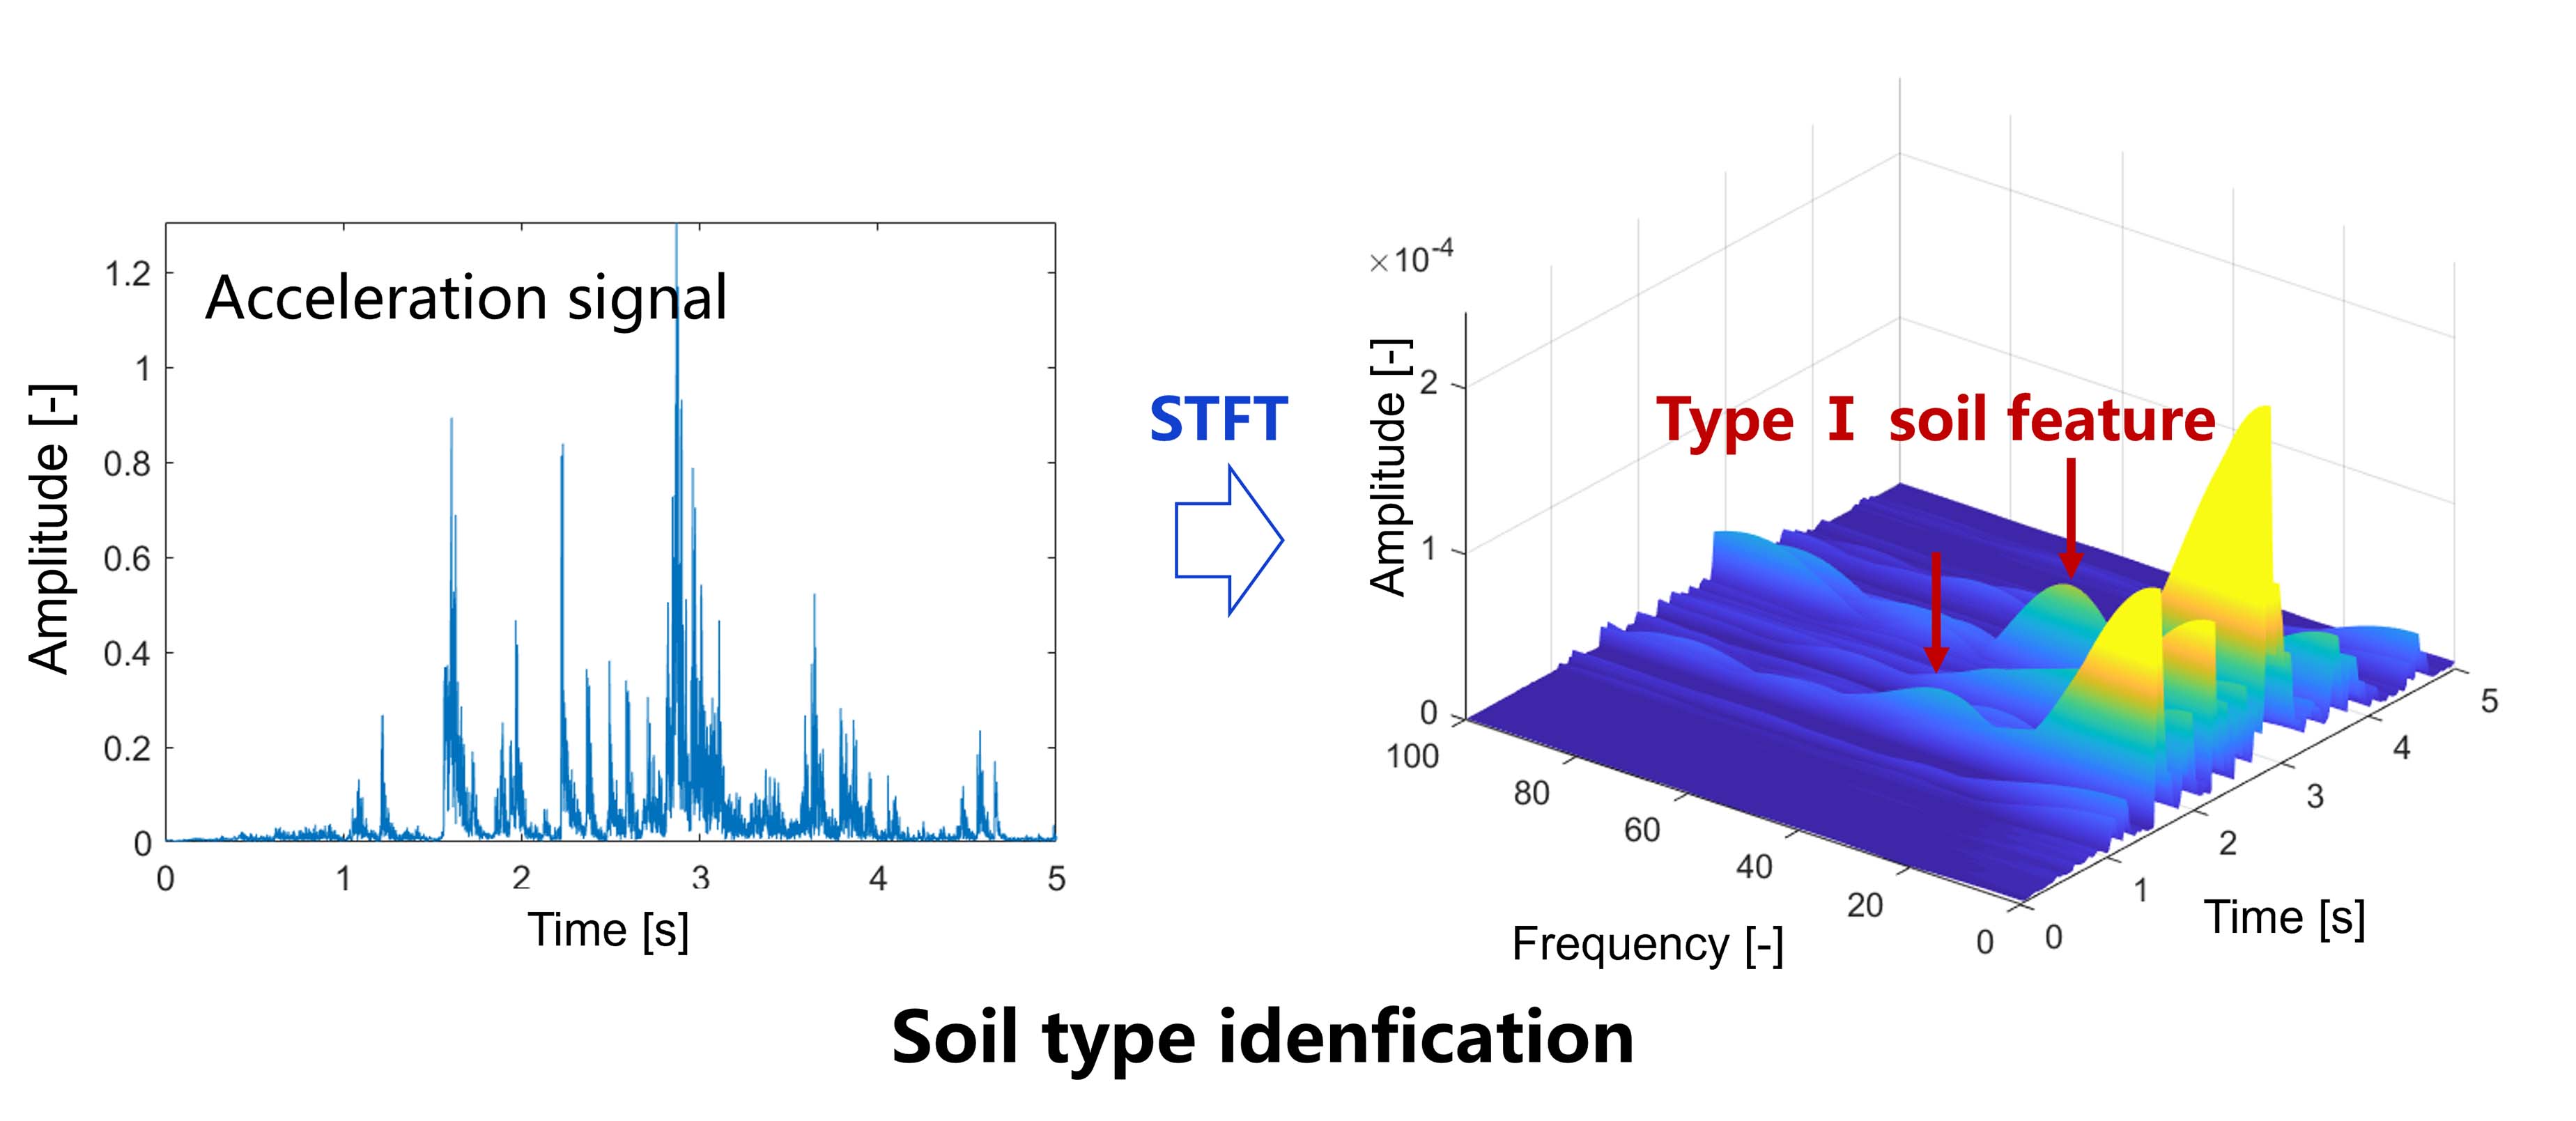 Acceleration signal
Amplitude [-]
1.2
1
0.8
0.6
0.4
0.2
0
0 1 2 3 4 5
Time [s]
STFT
×10-4
Amplitude [-]
2
1
0
Type I soil feature
100
80
60
40
20
0
Frequency [-]
0
1
2
3
4
5
Time [s]
Soil type idenfication